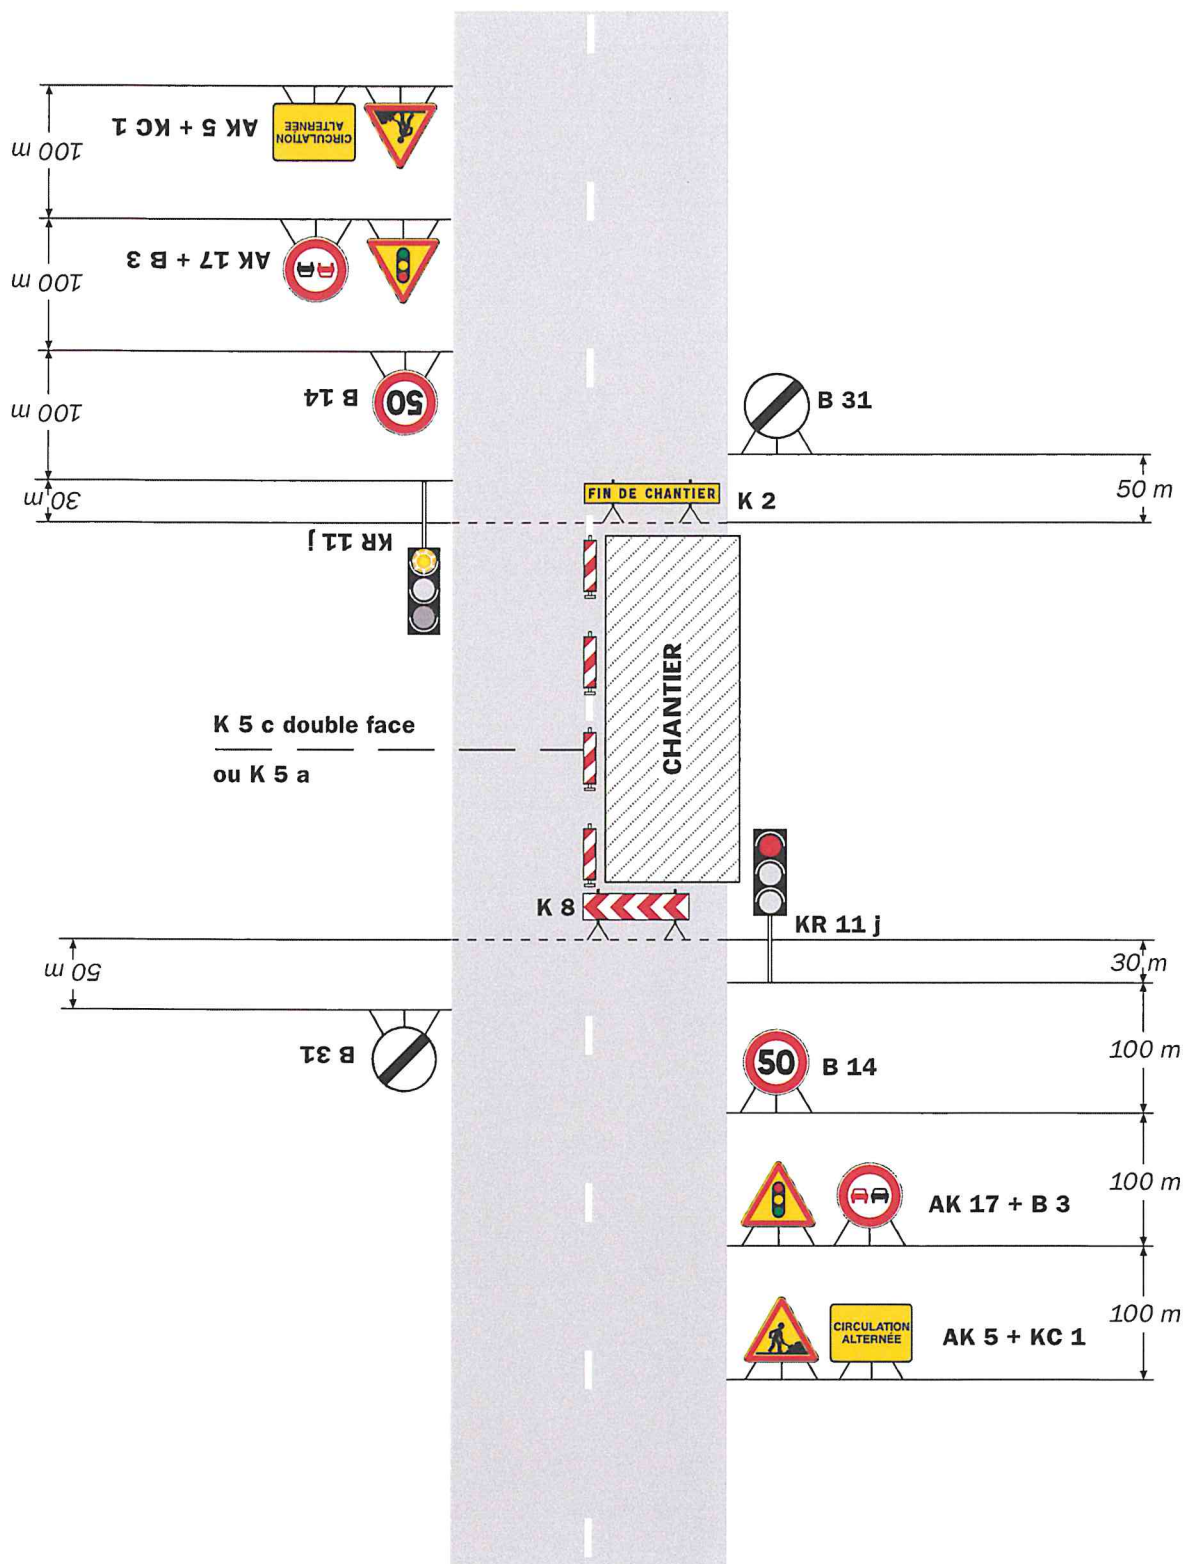 100 m
AK 5 + KC 1
CIRCULATION
ALTERNÉE
100 m
AK 17 + B 3
100 m
B 14
50
B 31
30 m
KR 11 j
FIN DE CHANTIER
K 2
50 m
CHANTIER
K 5 c double face
ou K 5 a
K 8
KR 11 j
50 m
30 m
B 31
50
B 14
100 m
AK 17 + B 3
100 m
CIRCULATION
ALTERNÉE
AK 5 + KC 1
100 m